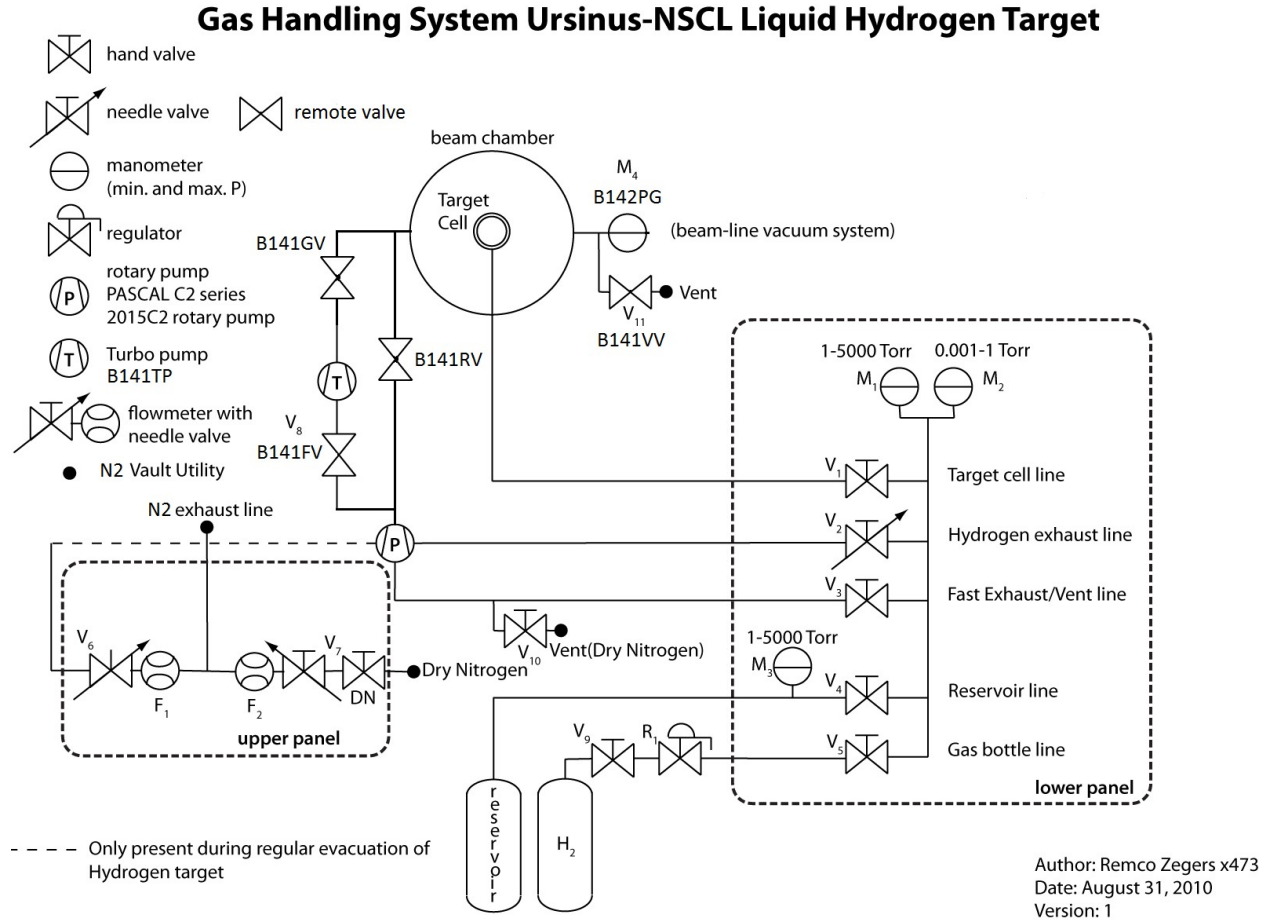 Gas Handling System Ursinus-NSCL Liquid Hydrogen Target
hand valve
needle valve
remote valve
manometer
(min. and max. P)
regulator
P
rotary pump
PASCAL C2 series
2015C2 rotary pump
T
Turbo pump
B141TP
flowmeter with
needle valve
N2 Vault Utility
N2 exhaust line
beam chamber
Target
Cell
M4
B142PG
(beam-line vacuum system)
Vent
V11
B141VV
B141GV
B141RV
T
V8
B141FV
P
1-5000 Torr
0.001-1 Torr
M1
M2
V1
Target cell line
V2
Hydrogen exhaust line
V3
Fast Exhaust/Vent line
V10
Vent(Dry Nitrogen)
1-5000 Torr
M3
V4
Reservoir line
V9
R1
V5
Gas bottle line
lower panel
V6
F1
F2
V7
DN
Dry Nitrogen
upper panel
reservoir
H2
Only present during regular evacuation of
Hydrogen target
Author: Remco Zegers x473
Date: August 31, 2010
Version: 1